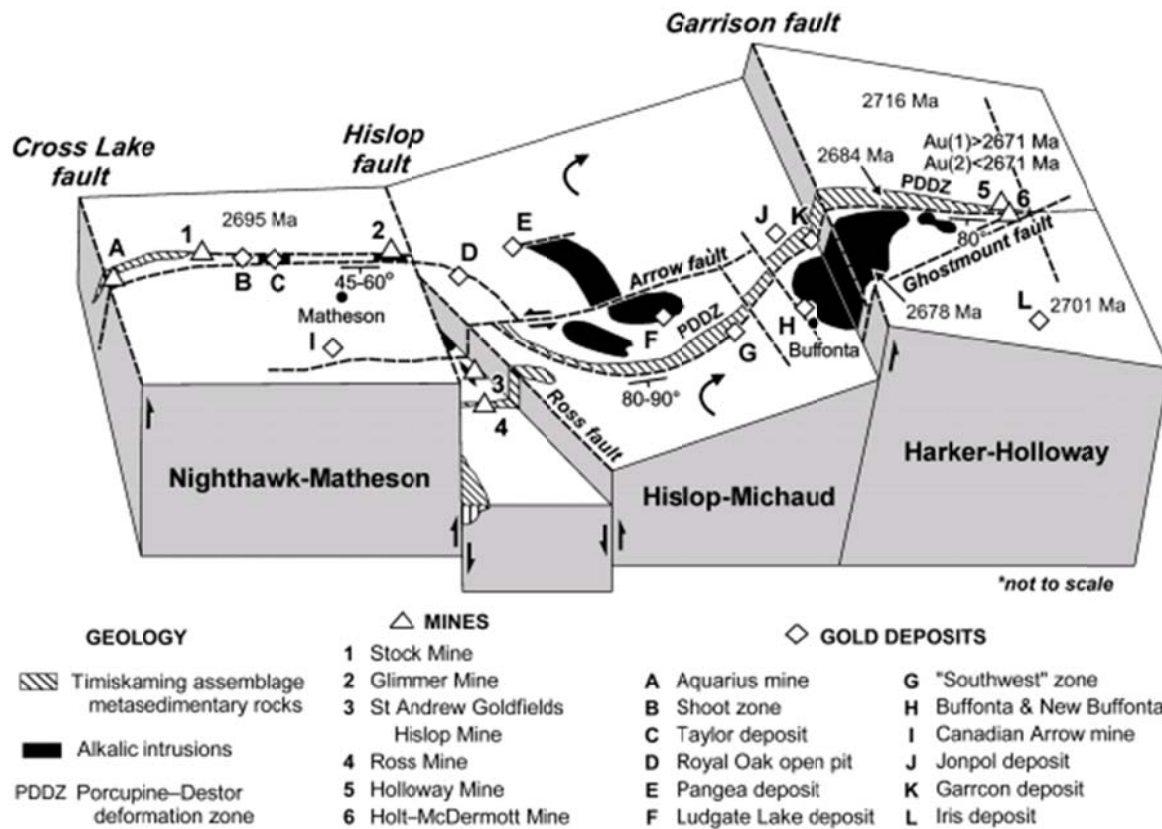 Garrison fault
Cross Lake
fault
Hislop
fault
2716 Ma
Au(1)>2671 Ma
Au(2)<2671 Ma
2684 Ma
PDDZ
5
6
80°
Ghostmount fault
2695 Ma
A
1
B
C
2
45-60°
Matheson
I
D
E
Arrow fault
J
K
F
PDDZ
G
H
Buffonta
2678 Ma
L
2701 Ma
3
4
Ross fault
80-90°
Nighthawk-Matheson
Hislop-Michaud
Harker-Holloway
*not to scale
GEOLOGY
Timiskaming assemblage
metasedimentary rocks
Alkalic intrusions
PDDZ Porcupine–Destor
deformation zone
MINES
1 Stock Mine
2 Glimmer Mine
3 St Andrew Goldfields
Hislop Mine
4 Ross Mine
5 Holloway Mine
6 Holt–McDermott Mine
GOLD DEPOSITS
A Aquarius mine
B Shoot zone
C Taylor deposit
D Royal Oak open pit
E Pangea deposit
F Ludgate Lake deposit
G "Southwest" zone
H Buffonta & New Buffonta
I Canadian Arrow mine
J Jonpol deposit
K Garrcon deposit
L Iris deposit